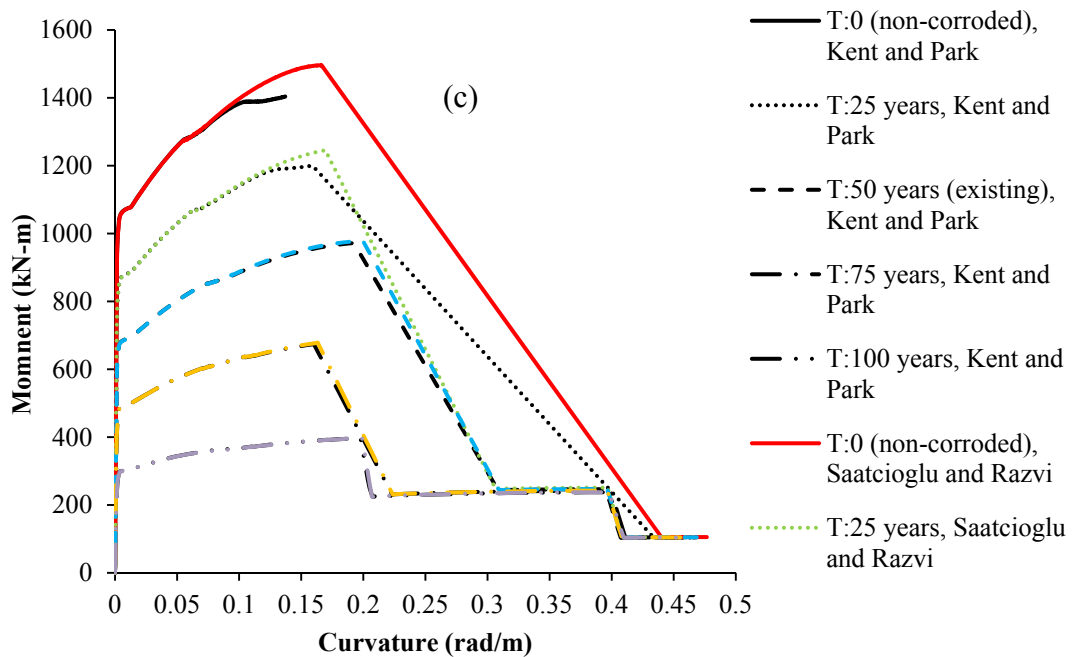 1600
1400
1200
1000
800
600
400
200
0
Momnent (kN-m)
(c)
0
0.05
0.1
0.15
0.2
0.25
0.3
0.35
0.4
0.45
0.5
Curvature (rad/m)
T:0 (non-corroded),
Kent and Park
T:25 years, Kent and
Park
T:50 years (existing),
Kent and Park
T:75 years, Kent and
Park
T:100 years, Kent and
Park
T:0 (non-corroded),
Saatcioglu and Razvi
T:25 years, Saatcioglu
and Razvi